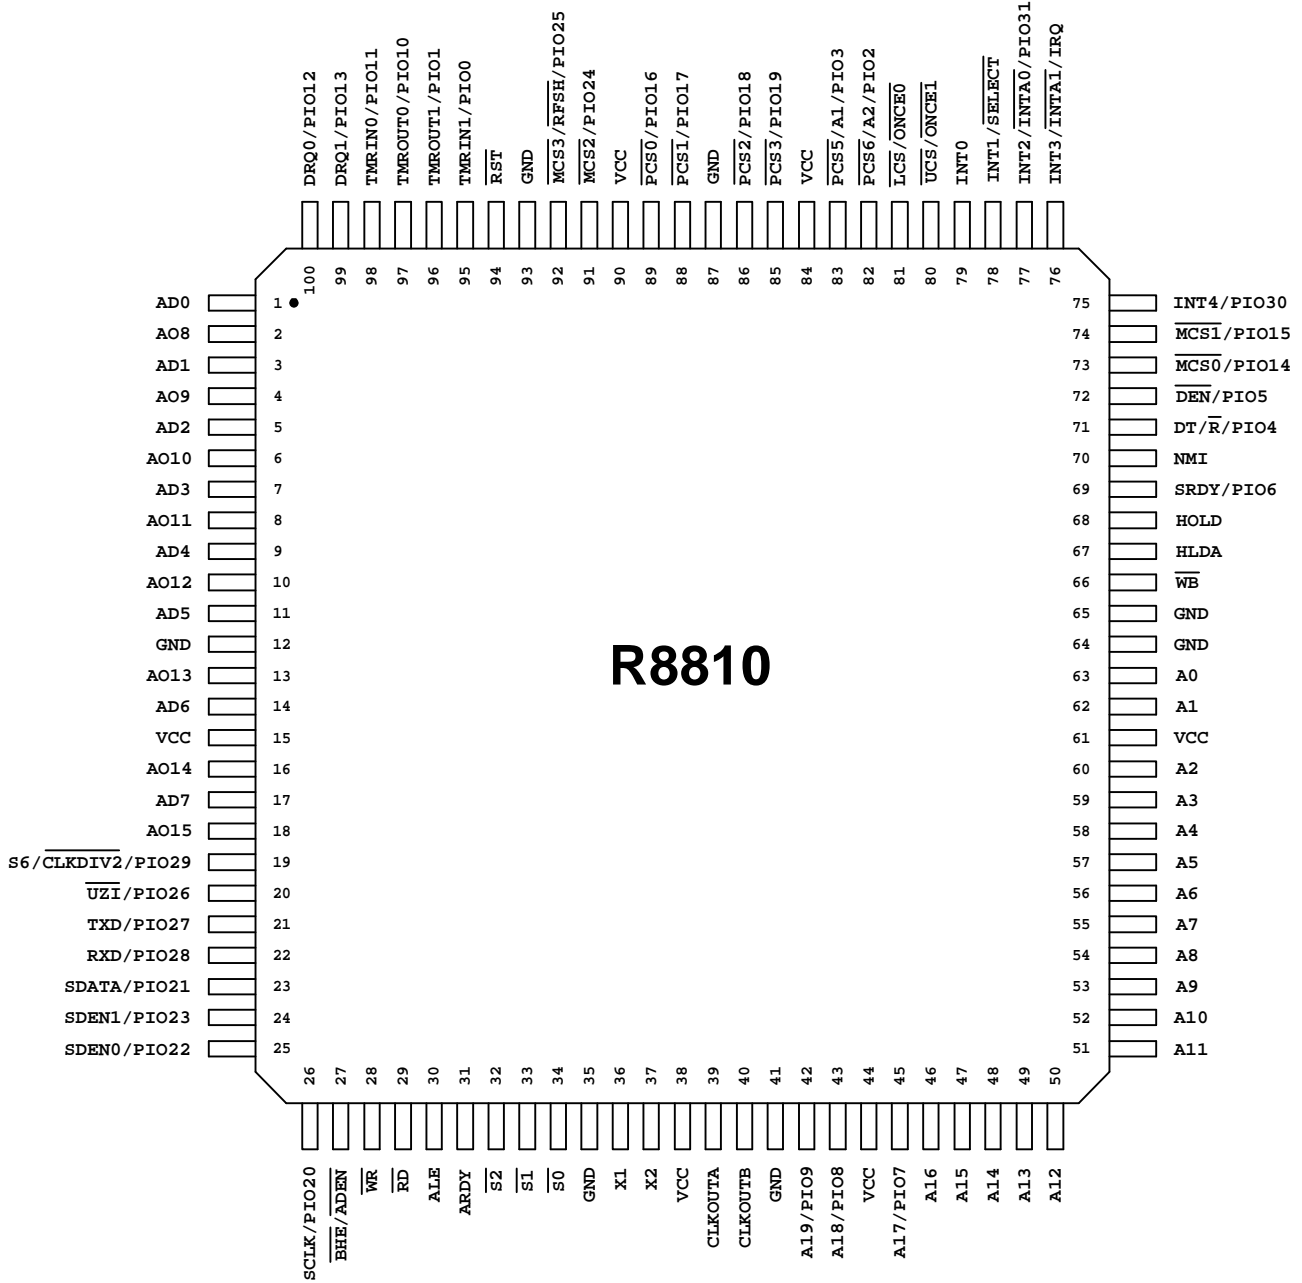 DRQ0/PIO12
DRQ1/PIO13
TMRIN0/PIO11
TMROUT0/PIO10
TMROUT1/PIO1
TMRIN1/PIO0
RST
GND
MCS3/RFSH/PIO25
MCS2/PIO24
VCC
PCS0/PIO16
PCS1/PIO17
GND
PCS2/PIO18
PCS3/PIO19
VCC
PCS5/A1/PIO3
PCS6/A2/PIO2
LCS/ONCE0
UCS/ONCE1
INT0
INT1/SELECT
INT2/INTA0/PIO31
INT3/INTA1/IRQ
100
99
98
97
96
95
94
93
92
91
90
89
88
87
86
85
84
83
82
81
80
79
78
77
76
AD0 1 75 INT4/PIO30
AO8 2 74 MCS1/PIO15
AD1 3 73 MCS0/PIO14
AO9 4 72 DEN/PIO5
AD2 5 71 DT/R/PIO4
AO10 6 70 NMI
AD3 7 69 SRDY/PIO6
AO11 8 68 HOLD
AD4 9 67 HLDA
AO12 10 66 WB
AD5 11 65 GND
GND 12 64 GND
R8810
AO13 13 63 A0
AD6 14 62 A1
VCC 15 61 VCC
AO14 16 60 A2
AD7 17 59 A3
AO15 18 58 A4
S6/CLKDIV2/PIO29 19 57 A5
UZI/PIO26 20 56 A6
TXD/PIO27 21 55 A7
RXD/PIO28 22 54 A8
SDATA/PIO21 23 53 A9
SDEN1/PIO23 24 52 A10
SDEN0/PIO22 25 51 A11
26
27
28
29
30
31
32
33
34
35
36
37
38
39
40
41
42
43
44
45
46
47
48
49
50
SCLK/PIO20
BHE/ADEN
WR
RD
ALE
ARDY
S2
S1
S0
GND
X1
X2
VCC
CLKOUTA
CLKOUTB
GND
A19/PIO9
A18/PIO8
VCC
A17/PIO7
A16
A15
A14
A13
A12